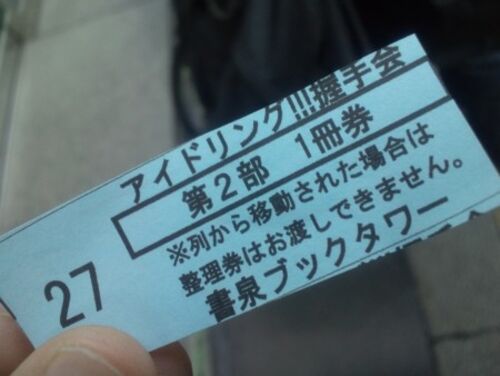 アイドリング!!!握手会
第2部 1冊券
※列から移動された場合は
整理券はお渡しできません。
書泉ブックタワー
27